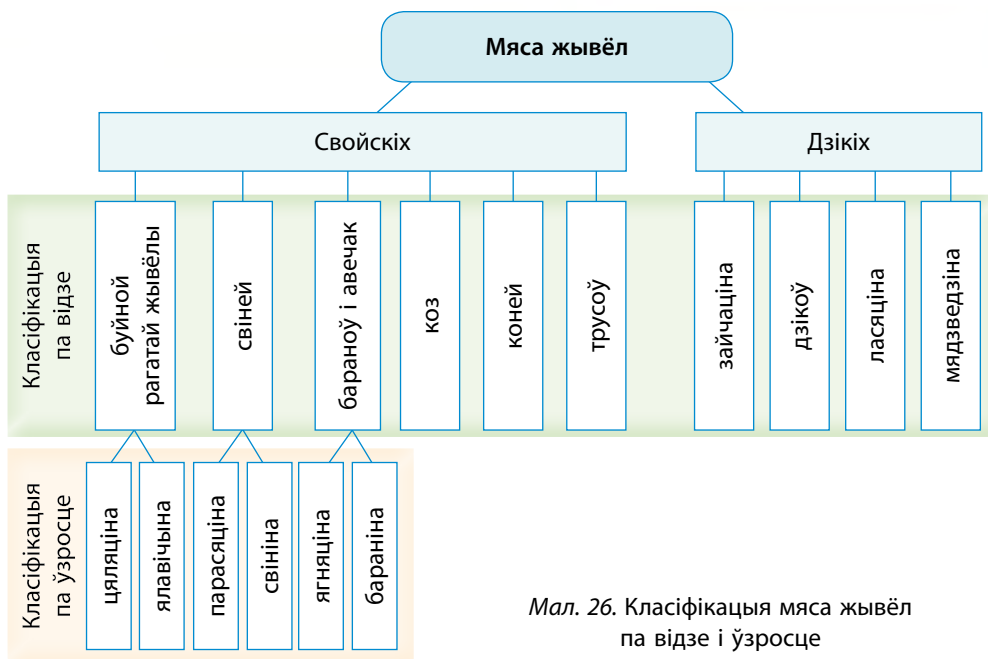 Мяса жывёл
Свойскіх
Дзікіх
Класіфікацыя
па відзе
буйной
рагатай жывёлы
свіней
бараноў і авечак
коз
коней
трусоў
зайчаціна
дзікоў
ласяціна
мядзведзіна
Класіфікацыя
па ўзросце
цяляціна
ялавічына
парасяціна
свініна
ягняціна
бараніна
Мал. 26. Класіфікацыя мяса жывёл
па відзе і ўзросце